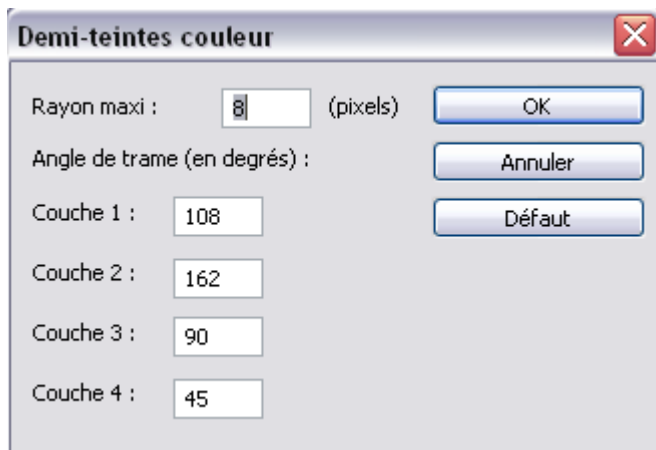 Demi-teintes couleur
Rayon maxi : 8 (pixels) OK
Angle de trame (en degrés) : Annuler
Couche 1 : 108 Défaut
Couche 2 : 162
Couche 3 : 90
Couche 4 : 45